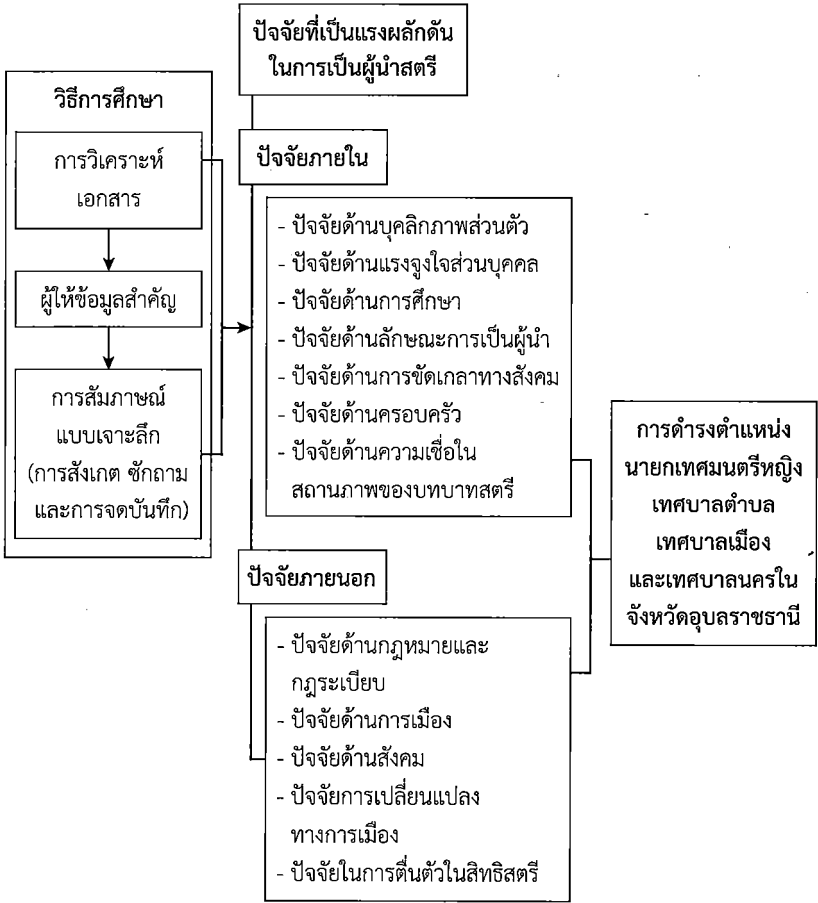 ปัจจัยที่เป็นแรงผลักดัน
ในการเป็นผู้นำสตรี
วิธีการศึกษา
การวิเคราะห์
เอกสาร
ผู้ให้ข้อมูลสำคัญ
การสัมภาษณ์
แบบเจาะลึก
(การสังเกต ซักถาม
และการจดบันทึก)
ปัจจัยภายใน
- ปัจจัยด้านบุคลิกภาพส่วนตัว
- ปัจจัยด้านแรงจูงใจส่วนบุคคล
- ปัจจัยด้านการศึกษา
- ปัจจัยด้านลักษณะการเป็นผู้นำ
- ปัจจัยด้านการขัดเกลาทางสังคม
- ปัจจัยด้านครอบครัว
- ปัจจัยด้านความเชื่อใน
สถานภาพของบทบาทสตรี
ปัจจัยภายนอก
- ปัจจัยด้านกฎหมายและ
กฎระเบียบ
- ปัจจัยด้านการเมือง
- ปัจจัยด้านสังคม
- ปัจจัยการเปลี่ยนแปลง
ทางการเมือง
- ปัจจัยในการตื่นตัวในสิทธิสตรี
การดำรงตำแหน่ง
นายกเทศมนตรีหญิง
เทศบาลตำบล
เทศบาลเมือง
และเทศบาลนครใน
จังหวัดอุบลราชธานี